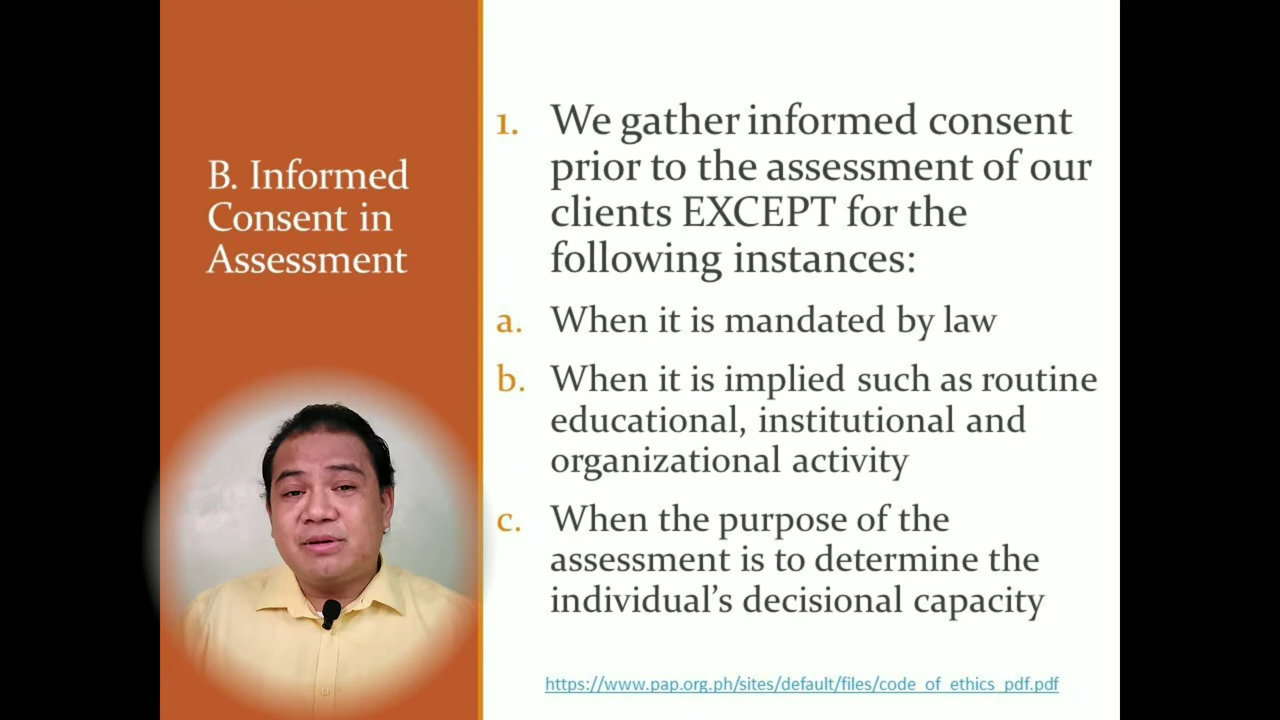 B. Informed
Consent in
Assessment
1. We gather informed consent
prior to the assessment of our
clients EXCEPT for the
following instances:
a. When it is mandated by law
b. When it is implied such as routine
educational, institutional and
organizational activity
c. When the purpose of the
assessment is to determine the
individual's decisional capacity
https://www.pap.org.ph/sites/default/files/code_of_ethics_pdf.pdf